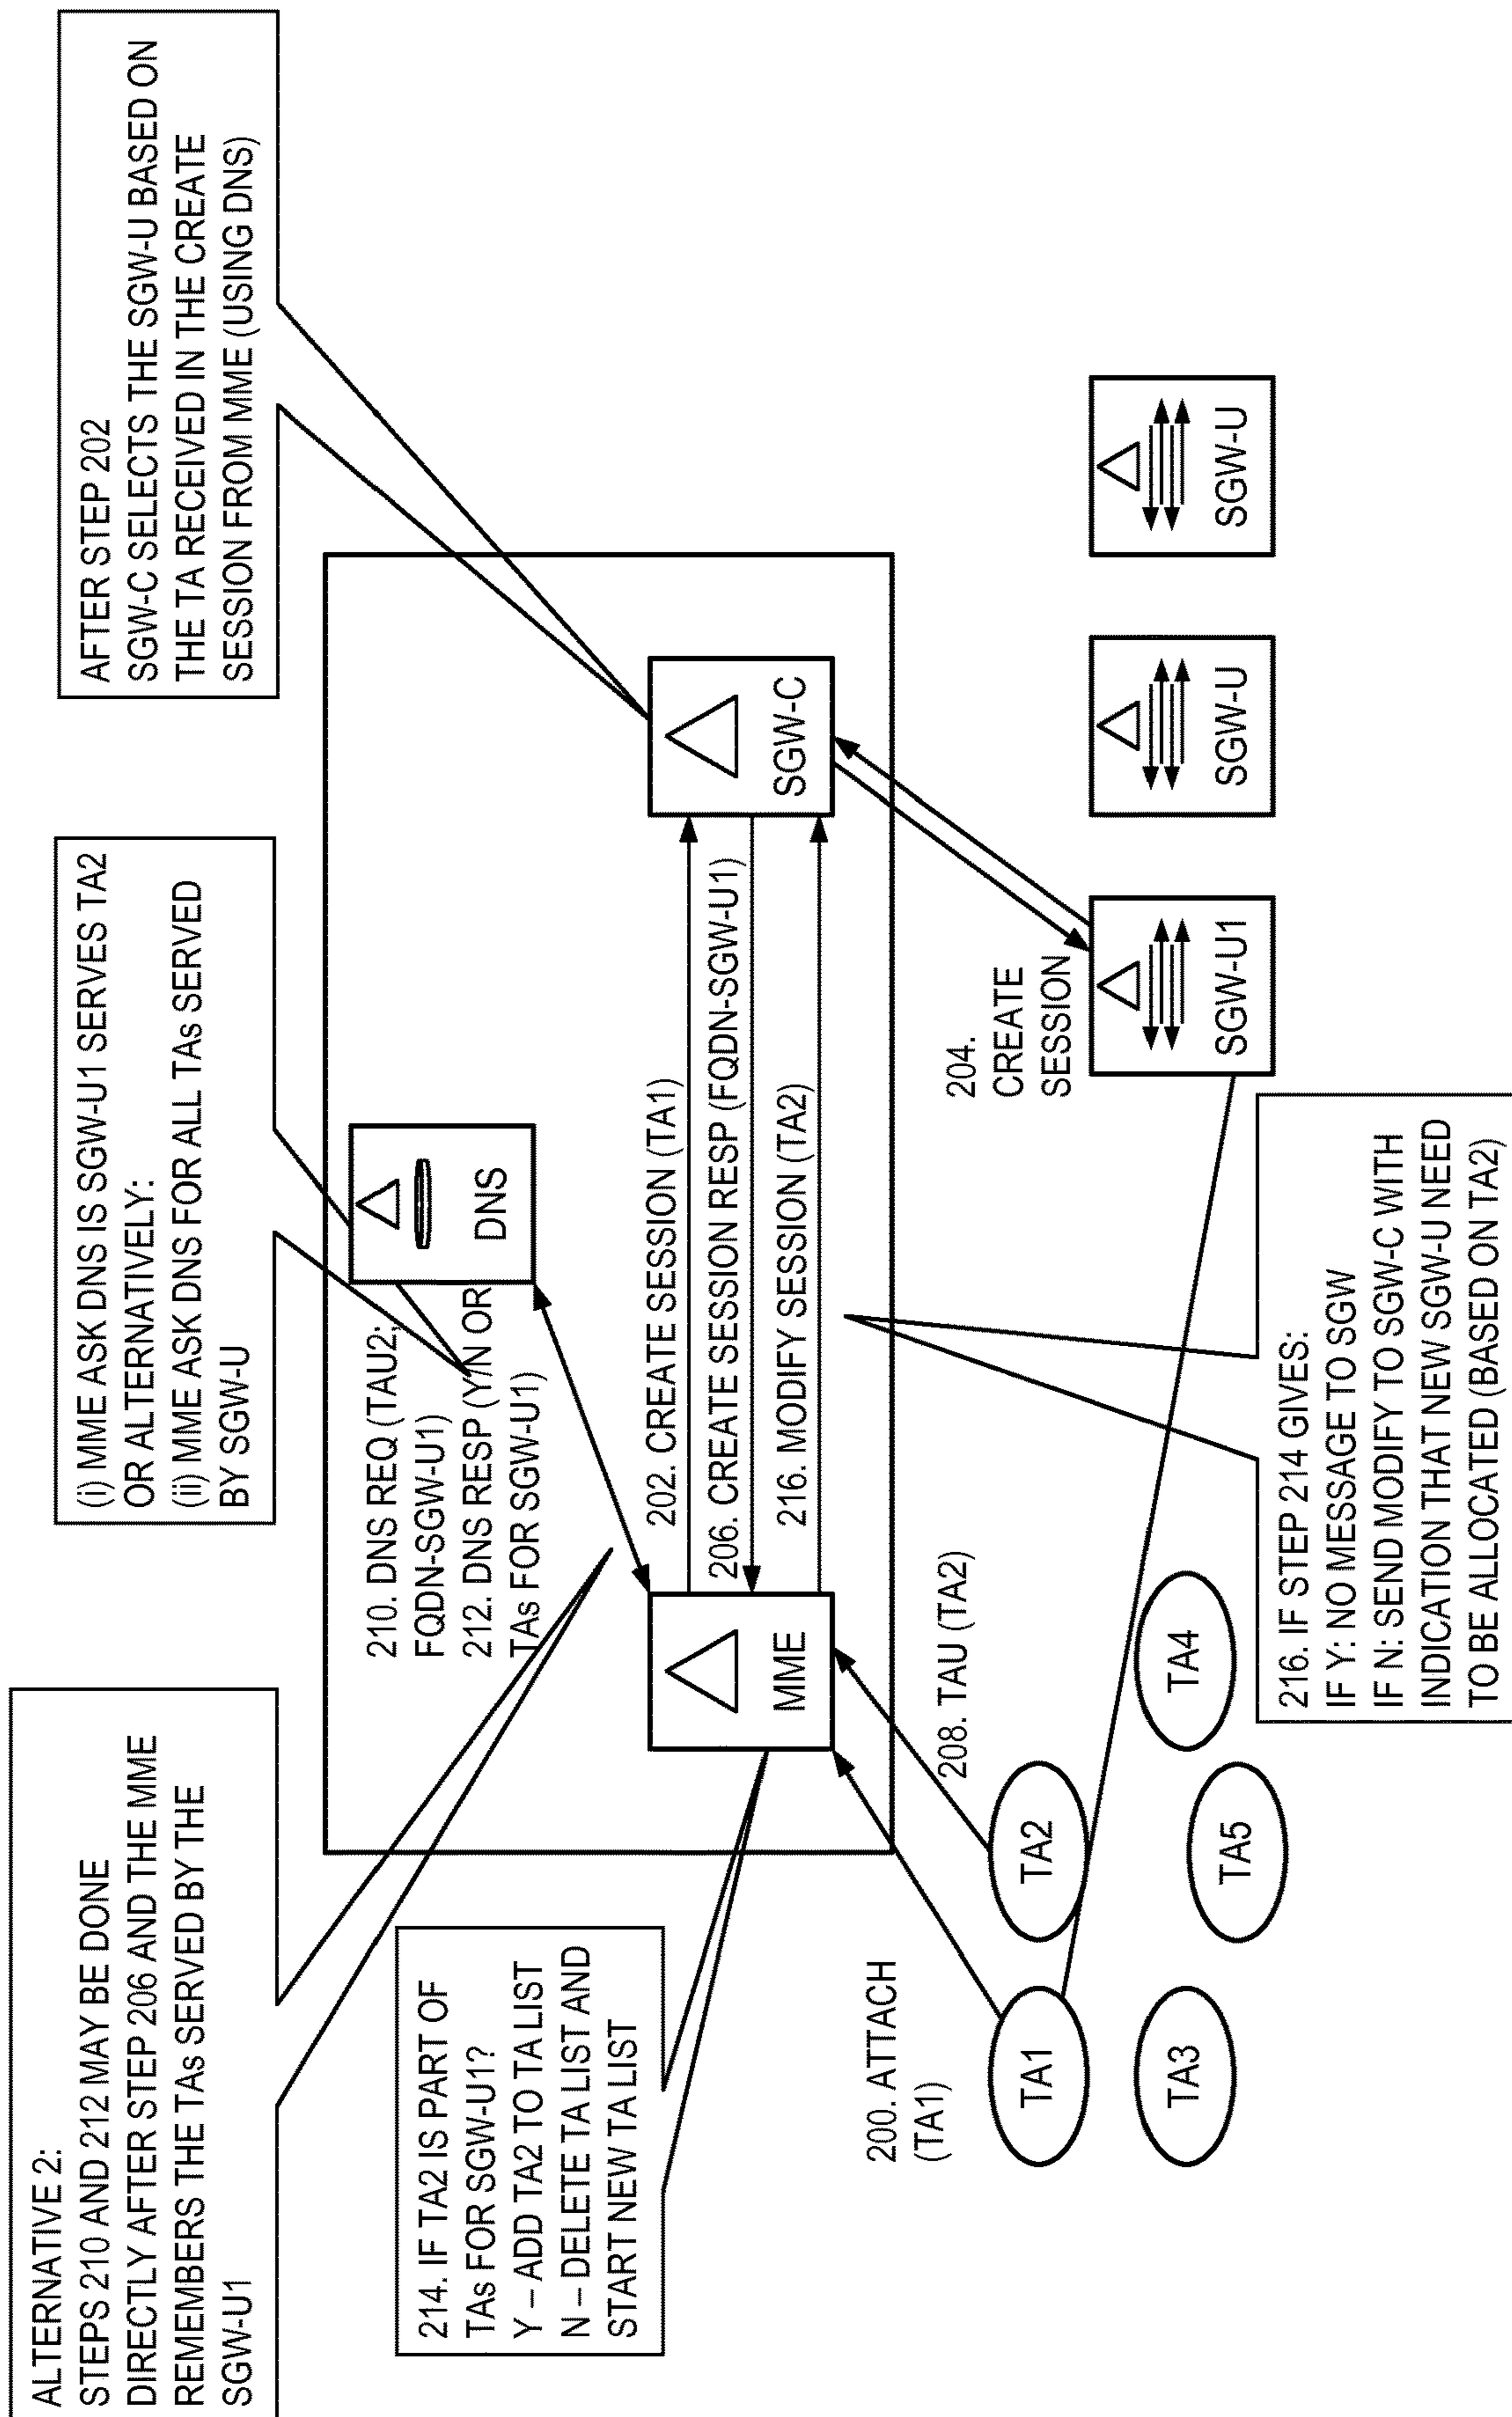 ALTERNATIVE 2:
STEPS 210 AND 212 MAY BE DONE
DIRECTLY AFTER STEP 206 AND THE MME
REMEMBERS THE TAs SERVED BY THE
SGW-U1
(i) MME ASK DNS IS SGW-U1 SERVES TA2
OR ALTERNATIVELY:
(ii) MME ASK DNS FOR ALL TAs SERVED
BY SGW-U
AFTER STEP 202
SGW-C SELECTS THE SGW-U BASED ON
THE TA RECEIVED IN THE CREATE
SESSION FROM MME (USING DNS)
214. IF TA2 IS PART OF
TAs FOR SGW-U1?
Y – ADD TA2 TO TA LIST
N – DELETE TA LIST AND
START NEW TA LIST
210. DNS REQ (TAU2;
FQDN-SGW-U1)
212. DNS RESP (Y/N OR
TAs FOR SGW-U1)
DNS
202. CREATE SESSION (TA1)
206. CREATE SESSION RESP (FQDN-SGW-U1)
216. MODIFY SESSION (TA2)
MME
SGW-C
200. ATTACH
(TA1)
208. TAU (TA2)
204.
CREATE
SESSION
TA1
TA2
TA3
TA4
TA5
SGW-U1
SGW-U
SGW-U
216. IF STEP 214 GIVES:
IF Y: NO MESSAGE TO SGW
IF N: SEND MODIFY TO SGW-C WITH
INDICATION THAT NEW SGW-U NEED
TO BE ALLOCATED (BASED ON TA2)